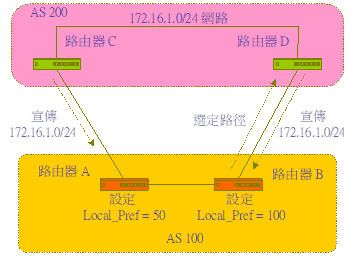 AS 200
172.16.1.0/24 網路
路由器 C
路由器 D
宣傳
172.16.1.0/24
選定路徑
宣傳
172.16.1.0/24
路由器 A
路由器 B
設定
Local_Pref = 50
設定
Local_Pref = 100
AS 100